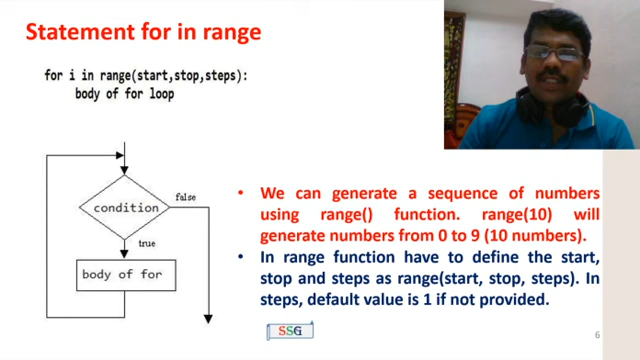 Statement for in range
for i in range(start,stop,steps):
body of for loop
condition
false
true
body of for
• We can generate a sequence of numbers
using range() function. range(10) will
generate numbers from 0 to 9 (10 numbers).
• In range function have to define the start,
stop and steps as range(start, stop, steps). In
steps, default value is 1 if not provided.
SSG
6